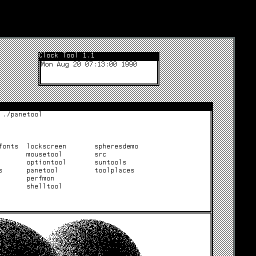 Clock Tool 1.1
Mon Aug 20 07:13:00 1990
./panetool
fonts lockscreen spheresdemo
mousetool src
optiontool suntools
s panetool toolplaces
perfmon
shelltool